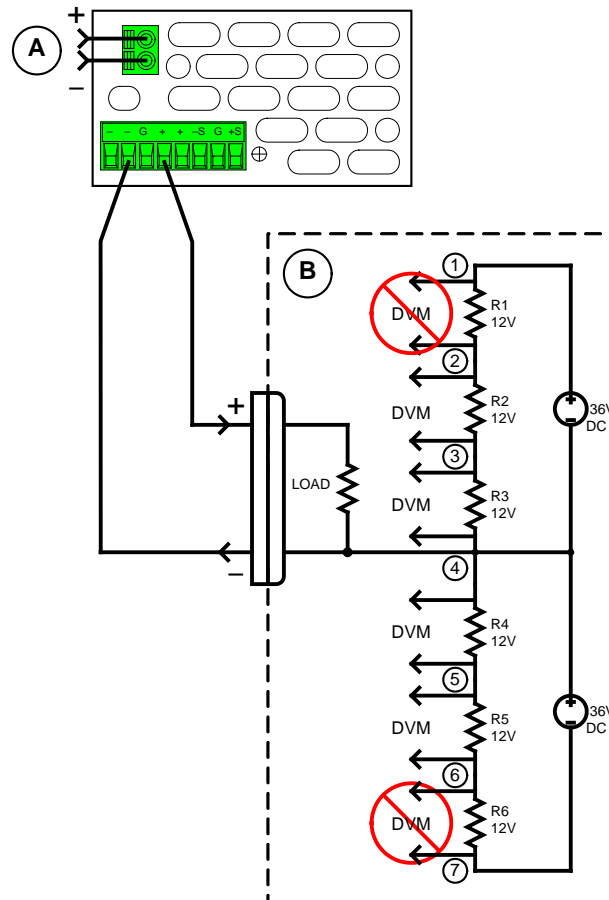 +
A
–
– – G + + –S G +S
B
1
DVM
R1
12V
2
DVM
R2
12V
36V
DC
+
3
LOAD
DVM
R3
12V
–
4
DVM
R4
12V
5
DVM
R5
12V
36V
DC
6
DVM
R6
12V
7